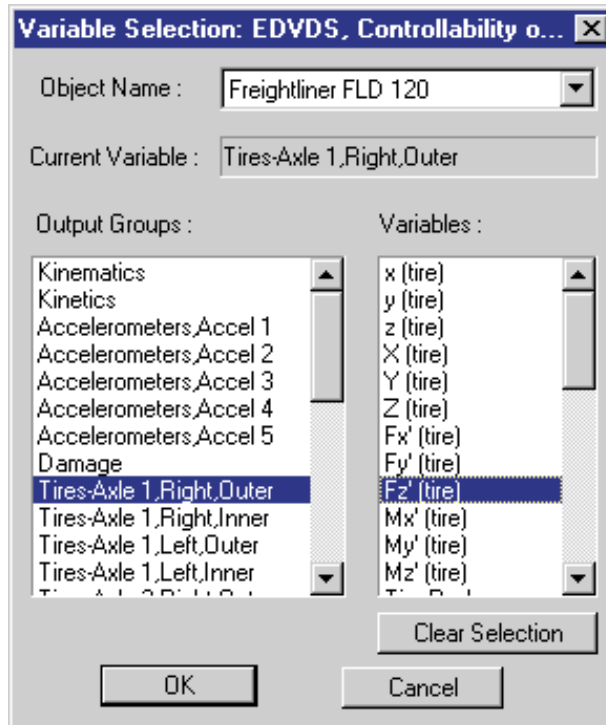 Variable Selection: EDVDS, Controllability o...
Object Name : Freightliner FLD 120
Current Variable : Tires-Axle 1,Right,Outer
Output Groups :
Kinematics
Kinetics
Accelerometers,Accel 1
Accelerometers,Accel 2
Accelerometers,Accel 3
Accelerometers,Accel 4
Accelerometers,Accel 5
Damage
Tires-Axle 1,Right,Outer
Tires-Axle 1,Right,Inner
Tires-Axle 1,Left,Outer
Tires-Axle 1,Left,Inner
Variables :
x (tire)
y (tire)
z (tire)
X (tire)
Y (tire)
Z (tire)
Fx' (tire)
Fy' (tire)
Fz' (tire)
Mx' (tire)
My' (tire)
Mz' (tire)
Clear Selection
OK
Cancel